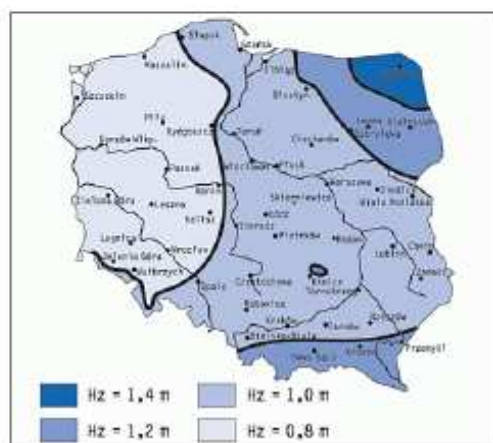 Słupsk
Gdańsk
Koszalin
Elbląg
Szczecin
Olsztyn
Piła
Łomża Białystok
Bydgoszcz
Toruń
Ostrołęka
Gorzów Wlkp.
Ciechanów
Włocławek
Płock
Poznań
Warszawa
Konin
Skierniewice
Siedlce
Biała Podlaska
Zielona Góra
Leszno
Łódź
Kalisz
Sieradz
Piotrków
Radom
Legnica
Wrocław
Lublin
Chełm
Jelenia Góra
Wałbrzych
Częstochowa
Kielce
Zamość
Opole
Tarnobrzeg
Katowice
Kraków
Tarnów
Rzeszów
Bielsko-Biała
Przemyśl
Nowy Sącz
Krosno
Hz = 1,4 m
Hz = 1,0 m
Hz = 1,2 m
Hz = 0,8 m